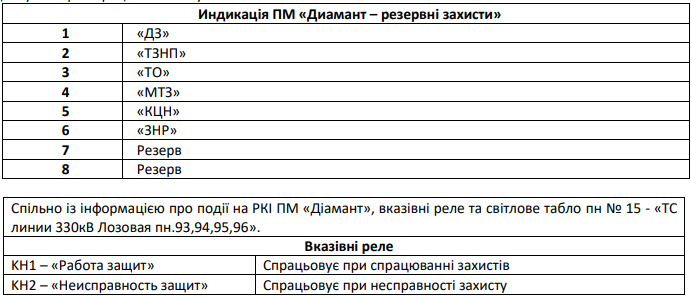 Индикація ПМ «Диамант – резервні захисти»
1 «ДЗ»
2 «ТЗНП»
3 «ТО»
4 «МТЗ»
5 «КЦН»
6 «ЗНР»
7 Резерв
8 Резерв
Спільно із інформацією про події на РКІ ПМ «Діамант», вказівні реле та світлове табло пн № 15 - «ТС
линии 330кВ Лозовая пн.93,94,95,96».
Вказівні реле
КН1 – «Работа защит» Спрацьовує при спрацюванні захистів
КН2 – «Неисправность защит» Спрацьовує при несправності захисту